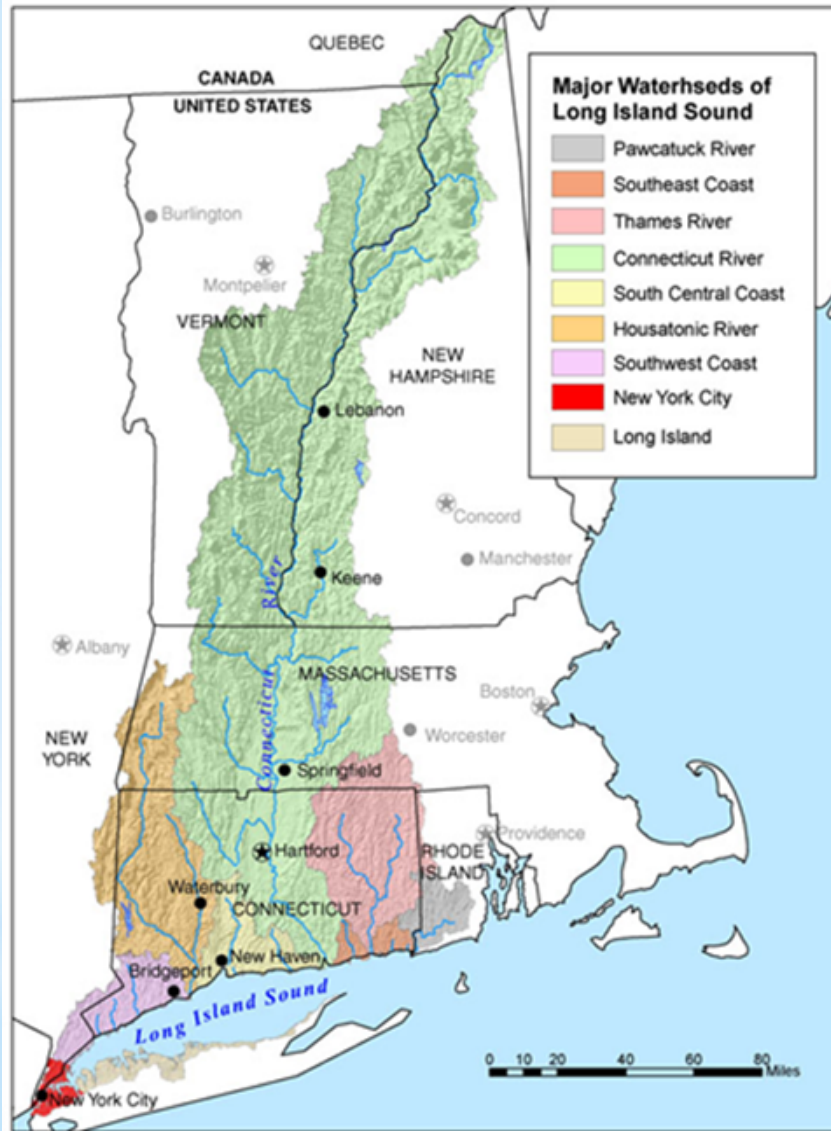 QUEBEC
CANADA
UNITED STATES
Major Waterhseds of
Long Island Sound
Pawcatuck River
Southeast Coast
Thames River
Connecticut River
South Central Coast
Housatonic River
Southwest Coast
New York City
Long Island
Burlington
Montpelier
VERMONT
NEW
HAMPSHIRE
Lebanon
Concord
Manchester
Keene
Connecticut River
Albany
MASSACHUSETTS
Boston
Worcester
NEW
YORK
Springfield
Providence
Hartford
RHODE
ISLAND
Waterbury
CONNECTICUT
New Haven
Bridgeport
Long Island Sound
0 5 10 20 40 60 80
Miles
New York City